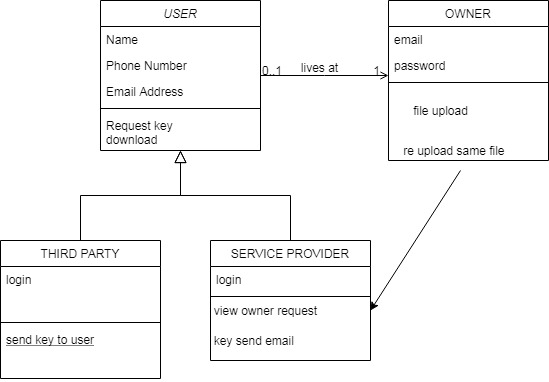 USER
Name
Phone Number
Email Address
Request key
download
0..1
lives at
1
OWNER
email
password
file upload
re upload same file
THIRD PARTY
login
send key to user
SERVICE PROVIDER
login
view owner request
key send email